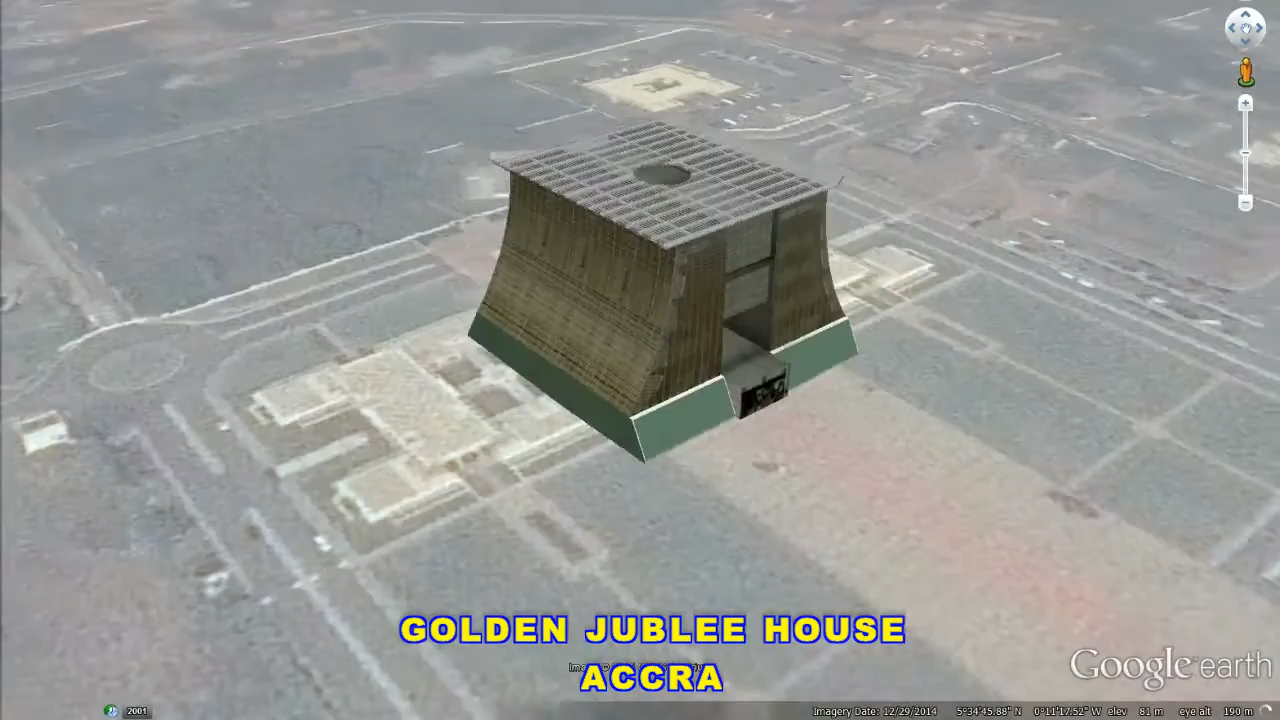 GOLDEN JUBLEE HOUSE
ACCRA
Google earth
2001
Imagery Date: 12/29/2014 5°34'45.88" N 0°11'17.52" W elev 81 m eye alt 190 m